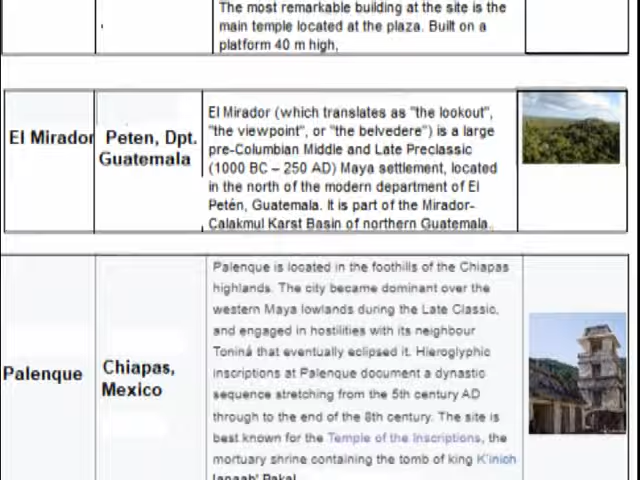 The most remarkable building at the site is the
main temple located at the plaza. Built on a
platform 40 m high,
El Mirador
Peten, Dpt.
Guatemala
El Mirador (which translates as "the lookout",
"the viewpoint", or "the belvedere") is a large
pre-Columbian Middle and Late Preclassic
(1000 BC – 250 AD) Maya settlement, located
in the north of the modern department of El
Petén, Guatemala. It is part of the Mirador-
Calakmul Karst Basin of northern Guatemala.
Palenque
Chiapas,
Mexico
Palenque is located in the foothills of the Chiapas
highlands. The city became dominant over the
western Maya lowlands during the Late Classic,
and engaged in hostilities with its neighbour
Toniná that eventually eclipsed it. Hieroglyphic
inscriptions at Palenque document a dynastic
sequence stretching from the 5th century AD
through to the end of the 8th century. The site is
best known for the Temple of the Inscriptions, the
mortuary shrine containing the tomb of king K'inich
Janaab' Pakal